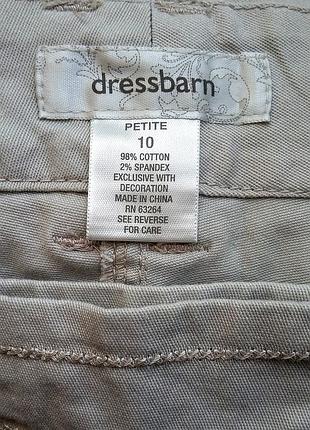 dressbarn
PETITE
10
98% COTTON
2% SPANDEX
EXCLUSIVE WITH
DECORATION
MADE IN CHINA
RN 63264
SEE REVERSE
FOR CARE